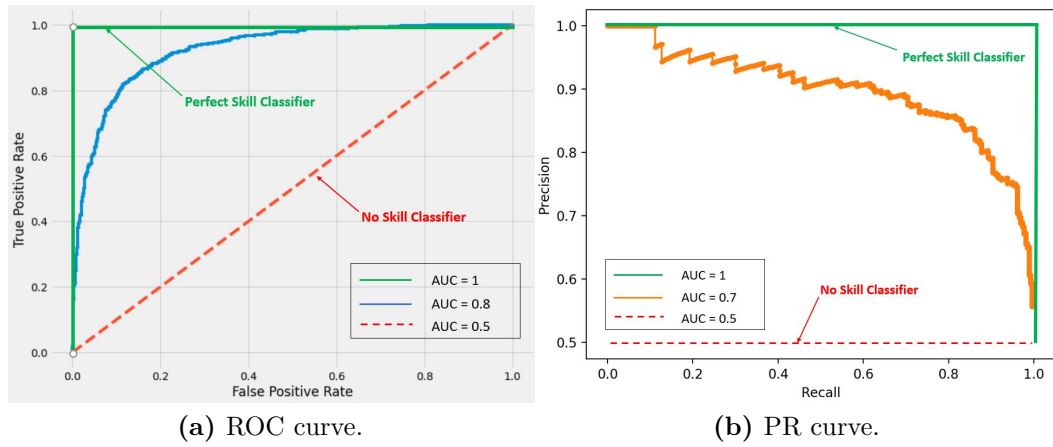 1.0
0.8
0.6
0.4
0.2
0.0
True Positive Rate
Perfect Skill Classifier
No Skill Classifier
AUC = 1
AUC = 0.8
AUC = 0.5
0.0 0.2 0.4 0.6 0.8 1.0
False Positive Rate
(a) ROC curve.
1.0
0.9
0.8
0.7
0.6
0.5
Precision
Perfect Skill Classifier
AUC = 1
AUC = 0.7
AUC = 0.5
No Skill Classifier
0.0 0.2 0.4 0.6 0.8 1.0
Recall
(b) PR curve.